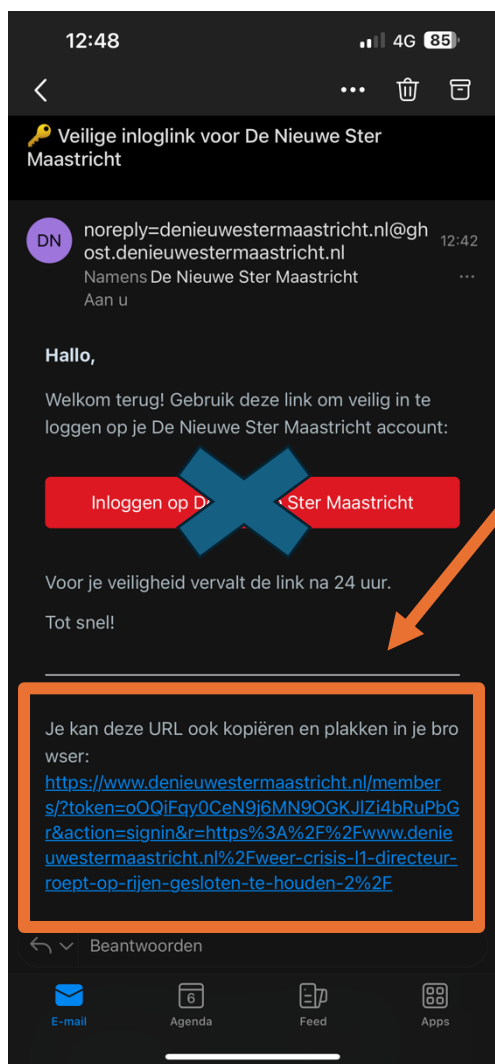 12:48
4G 85
🔑 Veilige inloglink voor De Nieuwe Ster
Maastricht
DN
noreply=denieuwestermaastricht.nl@gh
ost.denieuwestermaastricht.nl
12:42
Namens De Nieuwe Ster Maastricht
Aan u
Hallo,
Welkom terug! Gebruik deze link om veilig in te
loggen op je De Nieuwe Ster Maastricht account:
Inloggen op D Ster Maastricht
Voor je veiligheid vervalt de link na 24 uur.
Tot snel!
Je kan deze URL ook kopiëren en plakken in je bro
wser:
https://www.denieuwestermaastricht.nl/member
s/?token=oOQiFqy0CeN9j6MN9OGKJIZi4bRuPbG
r&action=signin&r=https%3A%2F%2Fwww.denie
uwestermaastricht.nl%2Fweer-crisis-l1-directeur-
roept-op-rijen-gesloten-te-houden-2%2F
Beantwoorden
6
E-mail
Agenda
Feed
Apps